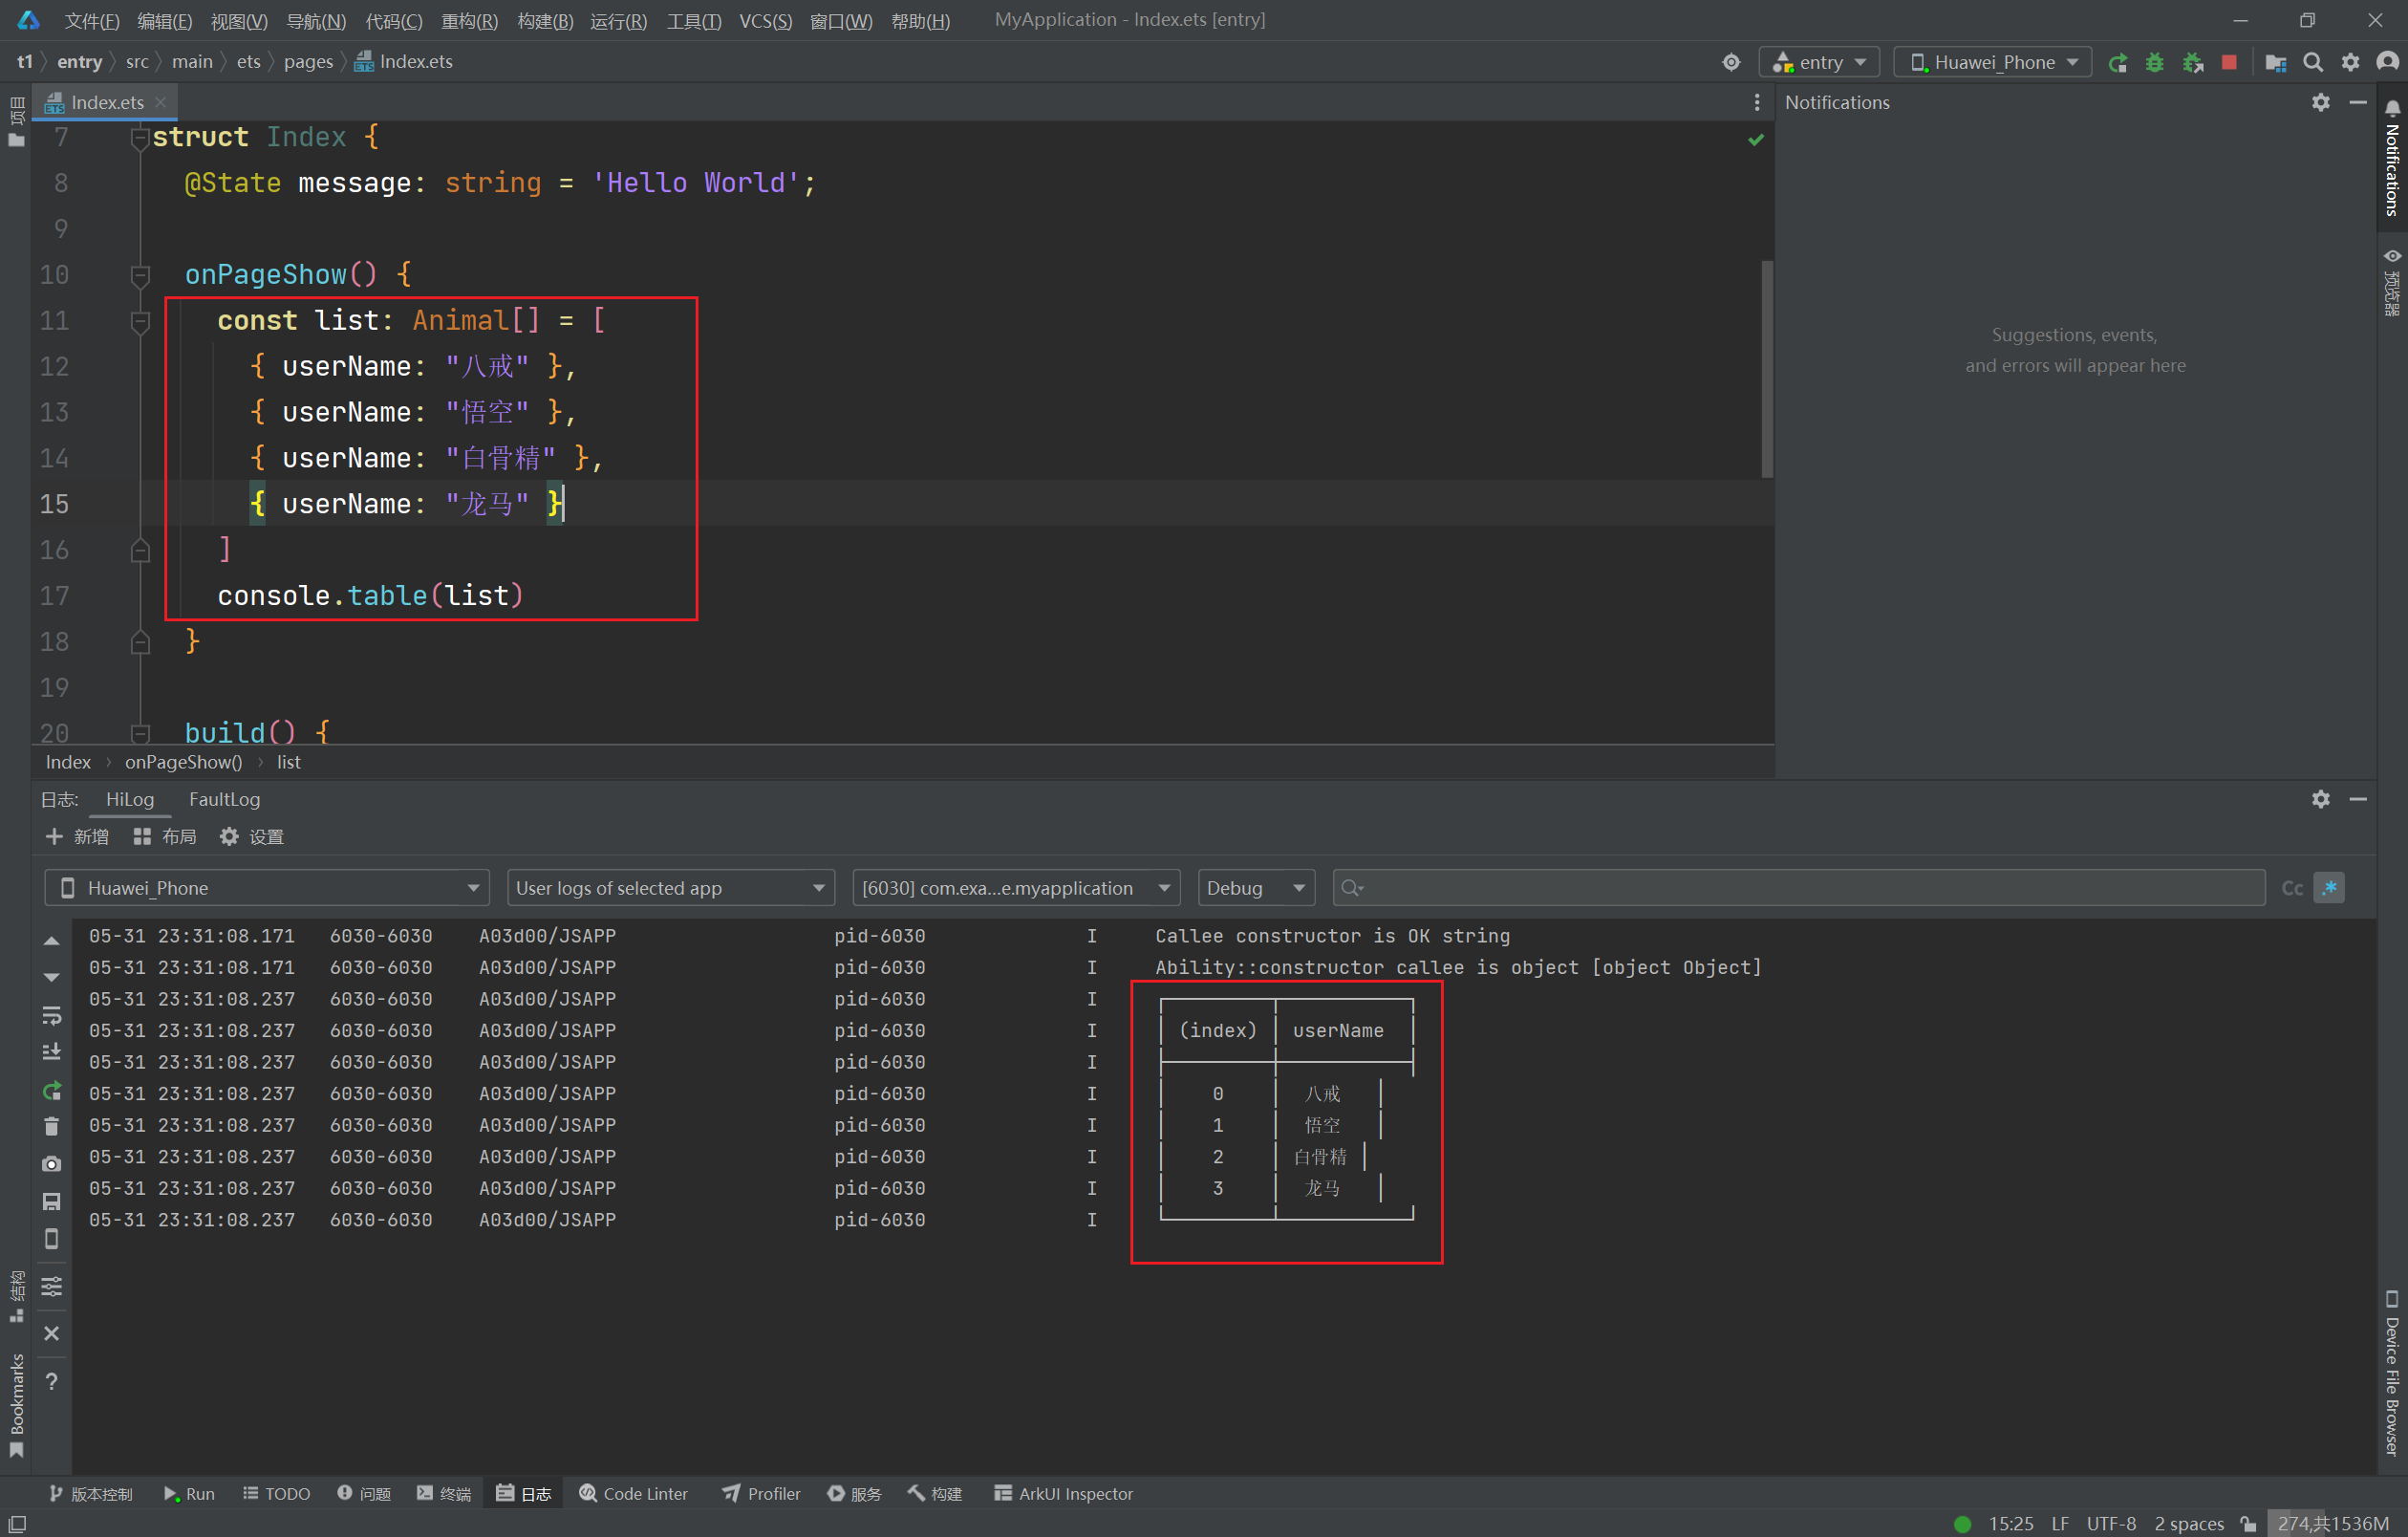 文件(F) 编辑(E) 视图(V) 导航(N) 代码(C) 重构(R) 构建(B) 运行(R) 工具(T) VCS(S) 窗口(W) 帮助(H) MyApplication - Index.ets [entry]
t1 entry src main ets pages Index.ets entry Huawei_Phone
项目
Index.ets
Notifications
7 struct Index {
8 @State message: string = 'Hello World';
9
10 onPageShow() {
11 const list: Animal[] = [
12 { userName: "八戒" },
13 { userName: "悟空" },
14 { userName: "白骨精" },
15 { userName: "龙马" }
16 ]
17 console.table(list)
18 }
19
20 build() {
Suggestions, events,
and errors will appear here
Notifications
预览器
Index onPageShow() list
日志: HiLog FaultLog
新增 布局 设置
Huawei_Phone User logs of selected app [6030] com.exa...e.myapplication Debug Cc .*
05-31 23:31:08.171 6030-6030 A03d00/JSAPP pid-6030 I Callee constructor is OK string
05-31 23:31:08.171 6030-6030 A03d00/JSAPP pid-6030 I Ability::constructor callee is object [object Object]
05-31 23:31:08.237 6030-6030 A03d00/JSAPP pid-6030 I ┌─────────┬───────────┐
05-31 23:31:08.237 6030-6030 A03d00/JSAPP pid-6030 I │ (index) │ userName │
05-31 23:31:08.237 6030-6030 A03d00/JSAPP pid-6030 I ├─────────┼───────────┤
05-31 23:31:08.237 6030-6030 A03d00/JSAPP pid-6030 I │ 0 │ 八戒 │
05-31 23:31:08.237 6030-6030 A03d00/JSAPP pid-6030 I │ 1 │ 悟空 │
05-31 23:31:08.237 6030-6030 A03d00/JSAPP pid-6030 I │ 2 │ 白骨精 │
05-31 23:31:08.237 6030-6030 A03d00/JSAPP pid-6030 I │ 3 │ 龙马 │
05-31 23:31:08.237 6030-6030 A03d00/JSAPP pid-6030 I └─────────┴───────────┘
结构
Bookmarks
Device File Browser
版本控制 Run TODO 问题 终端 日志 Code Linter Profiler 服务 构建 ArkUI Inspector
15:25 LF UTF-8 2 spaces 274,共1536M